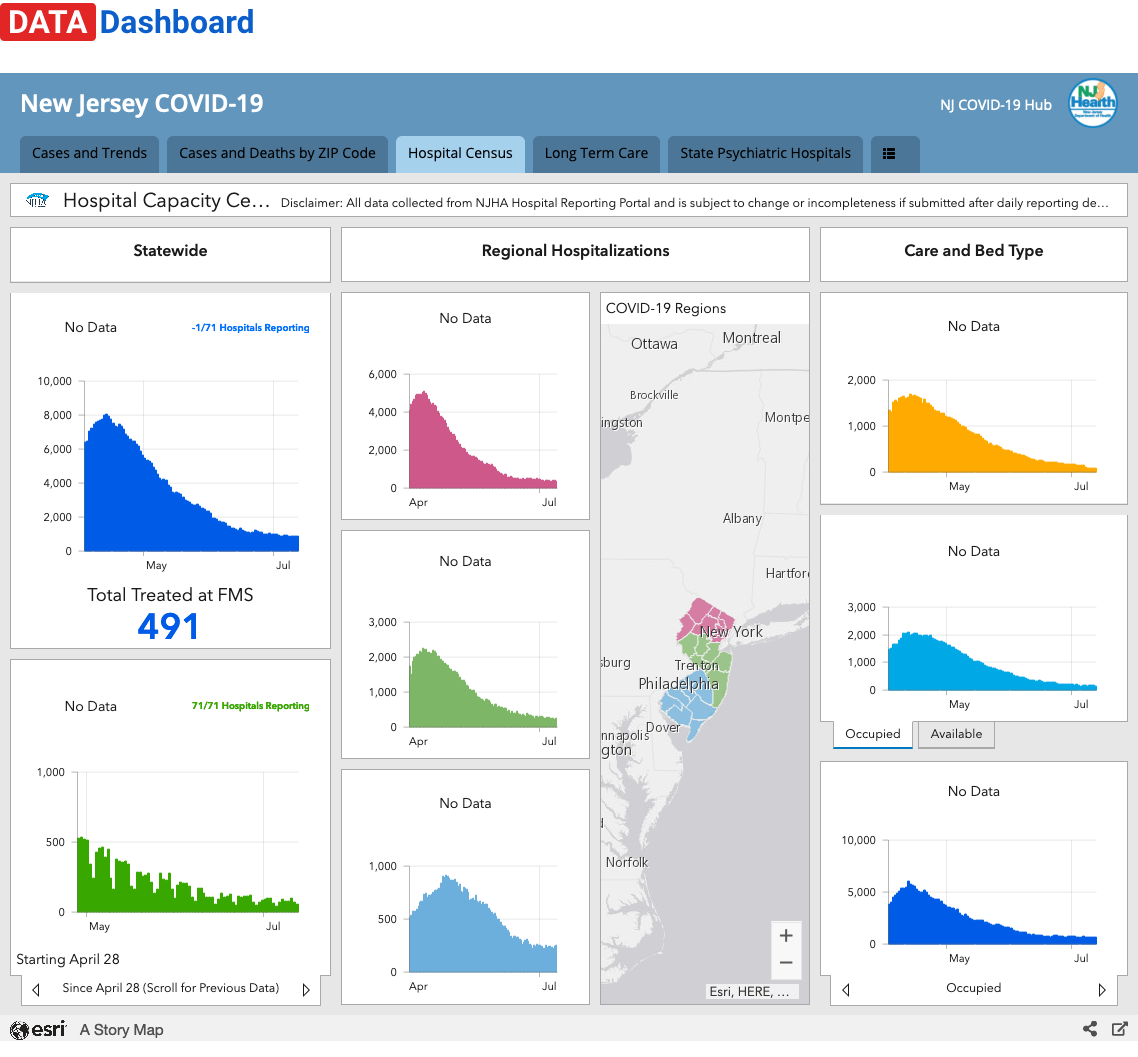 DATA Dashboard
New Jersey COVID-19
NJ COVID-19 Hub
NJ Health
New Jersey Department of Health
Cases and Trends
Cases and Deaths by ZIP Code
Hospital Census
Long Term Care
State Psychiatric Hospitals
Hospital Capacity Ce...
Disclaimer: All data collected from NJHA Hospital Reporting Portal and is subject to change or incompleteness if submitted after daily reporting de...
Statewide
Regional Hospitalizations
Care and Bed Type
No Data
-1/71 Hospitals Reporting
10,000
8,000
6,000
4,000
2,000
0
May
Jul
Total Treated at FMS
491
No Data
71/71 Hospitals Reporting
1,000
500
0
May
Jul
Starting April 28
Since April 28 (Scroll for Previous Data)
No Data
6,000
4,000
2,000
0
Apr
Jul
No Data
3,000
2,000
1,000
0
Apr
Jul
No Data
1,000
500
0
Apr
Jul
COVID-19 Regions
Ottawa
Montreal
Brockville
ingston
Montpe
Albany
Hartford
New York
sburg
Trenton
Philadelphia
Dover
nnapolis
gton
d
Norfolk
+
−
Esri, HERE, ...
No Data
2,000
1,000
0
May
Jul
No Data
3,000
2,000
1,000
0
May
Jul
Occupied
Available
No Data
10,000
5,000
0
May
Jul
Occupied
esri
A Story Map